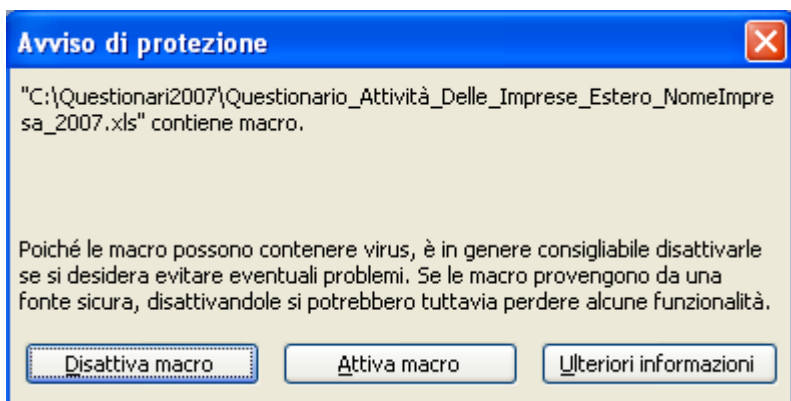 Avviso di protezione
"C:\Questionari2007\Questionario_Attività_Delle_Imprese_Estero_NomeImpre
sa_2007.xls" contiene macro.
Poiché le macro possono contenere virus, è in genere consigliabile disattivarle
se si desidera evitare eventuali problemi. Se le macro provengono da una
fonte sicura, disattivandole si potrebbero tuttavia perdere alcune funzionalità.
Disattiva macro Attiva macro Ulteriori informazioni